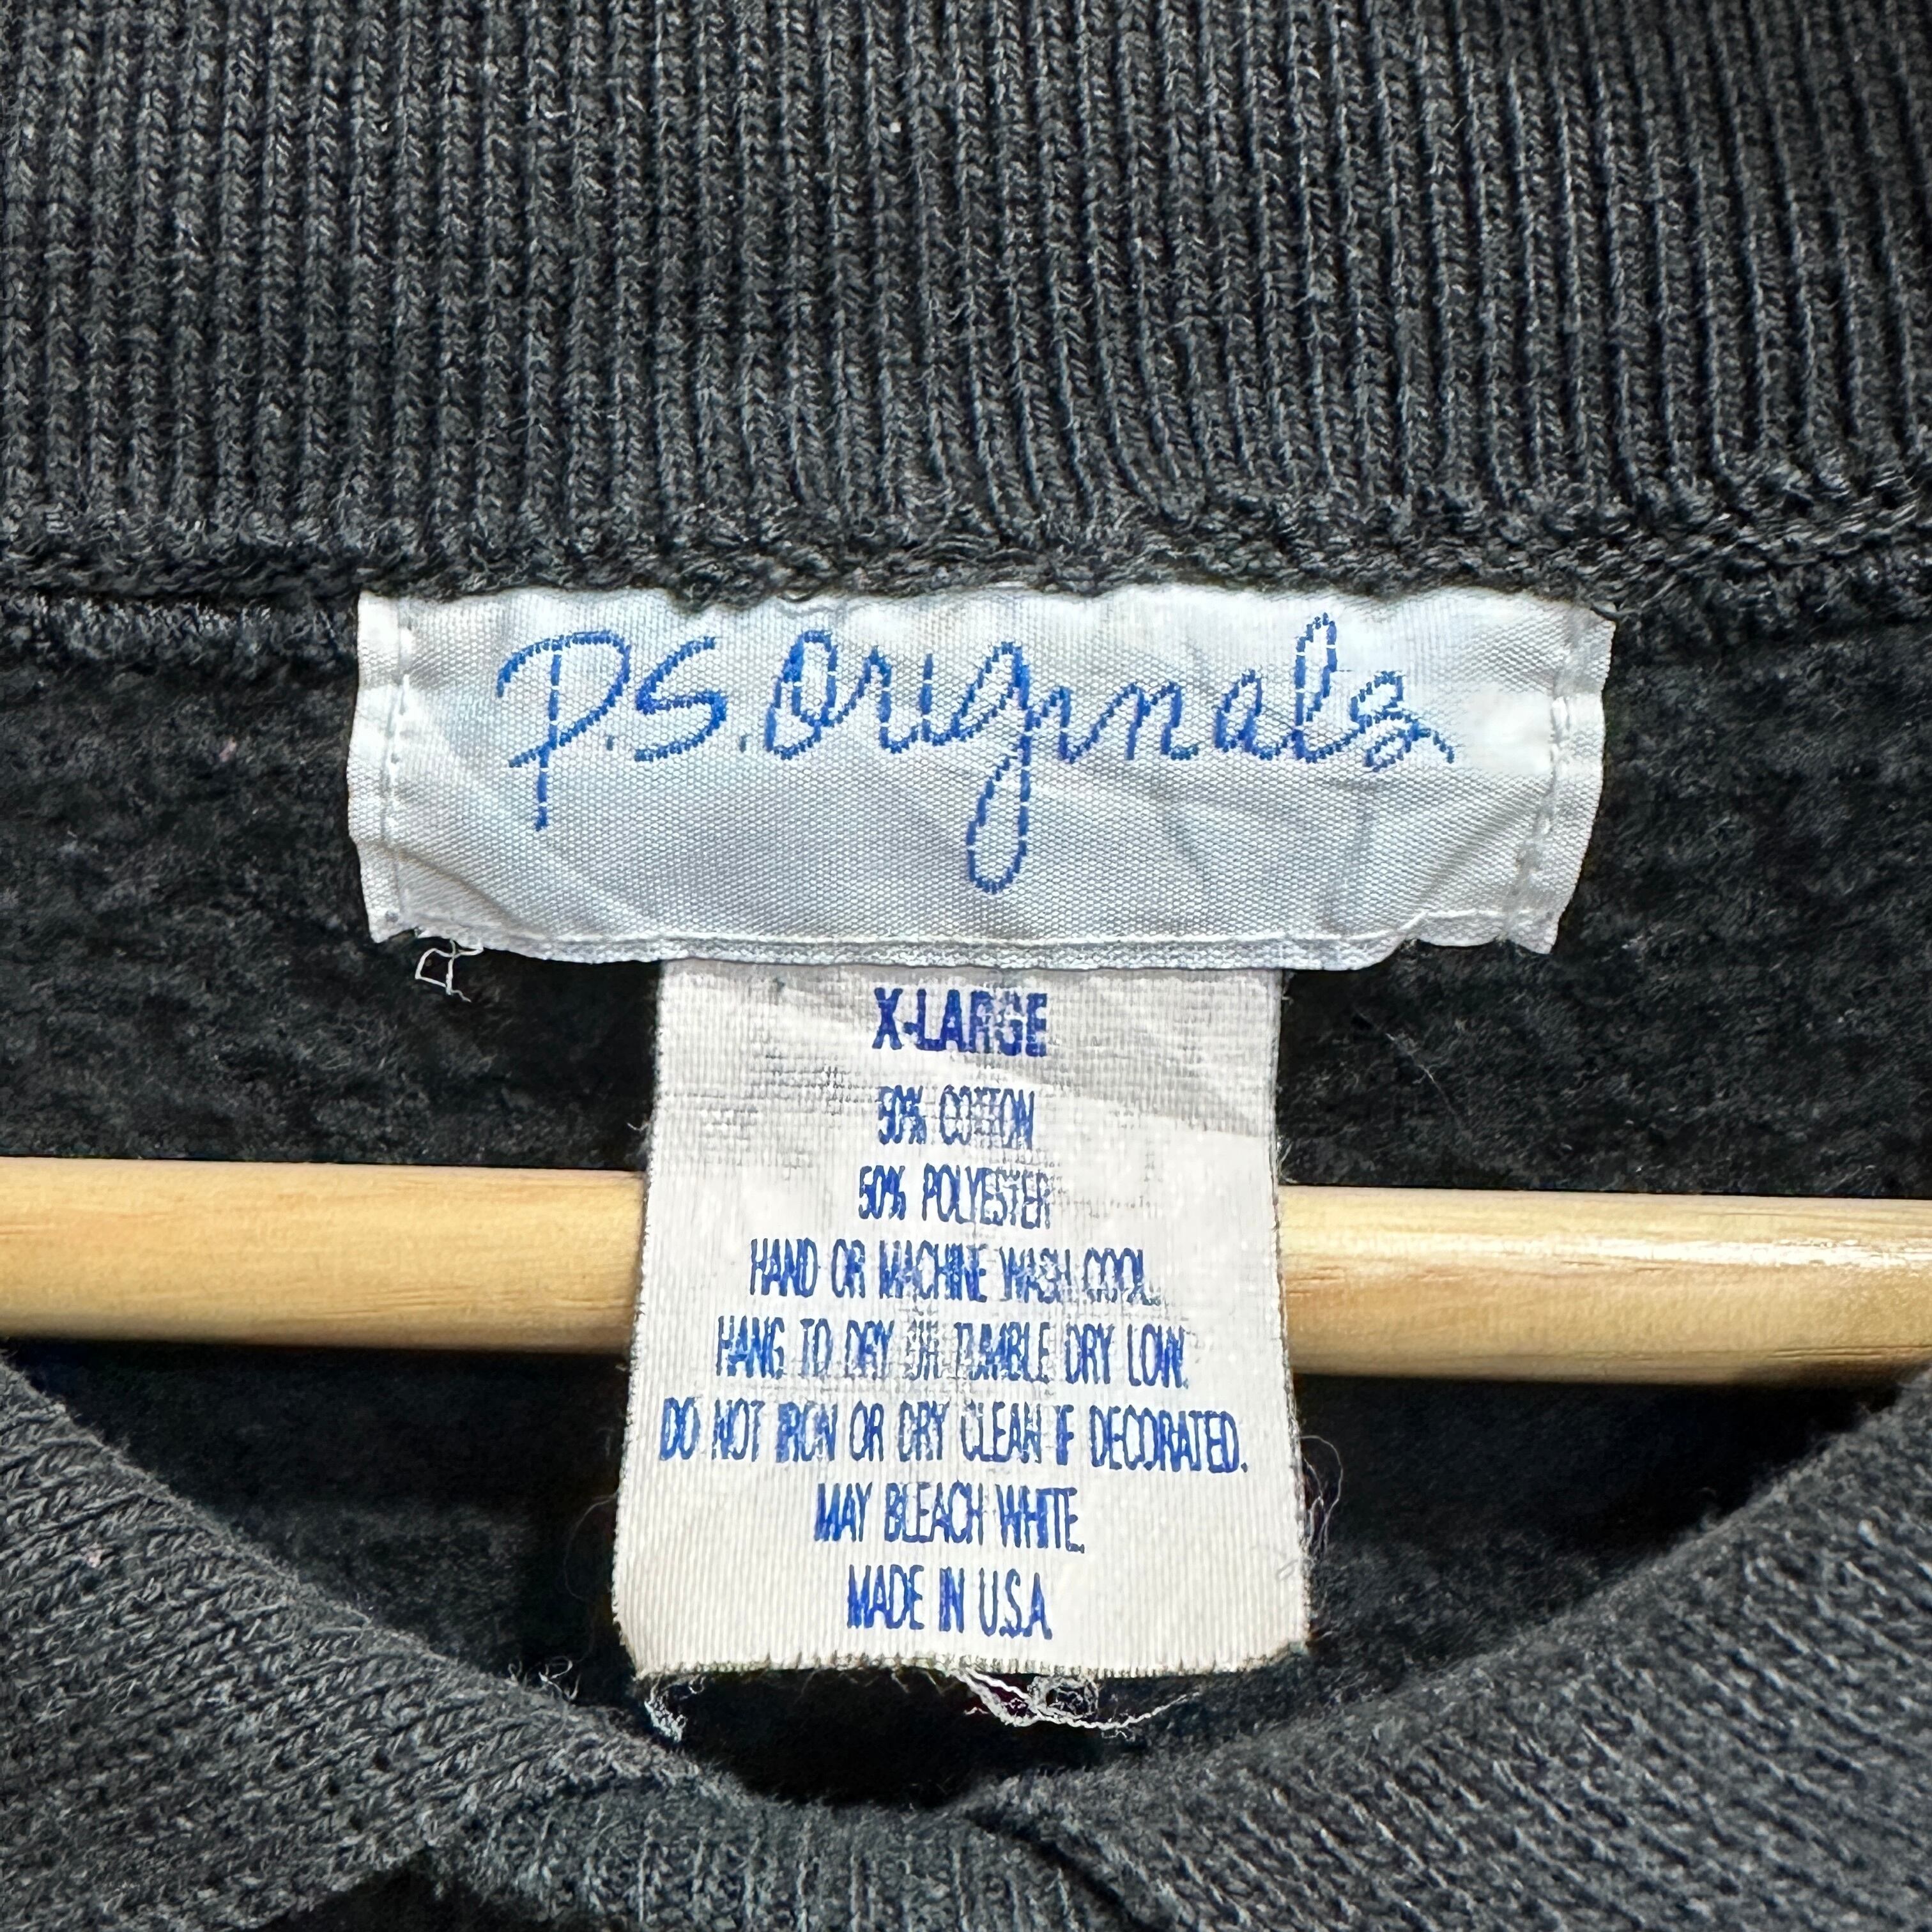 P.S. Originals
X-LARGE
50% COTTON
50% POLYESTER
HAND OR MACHINE WASH COOL.
HANG TO DRY OR TUMBLE DRY LOW.
DO NOT IRON OR DRY CLEAN IF DECORATED.
MAY BLEACH WHITE.
MADE IN U.S.A.